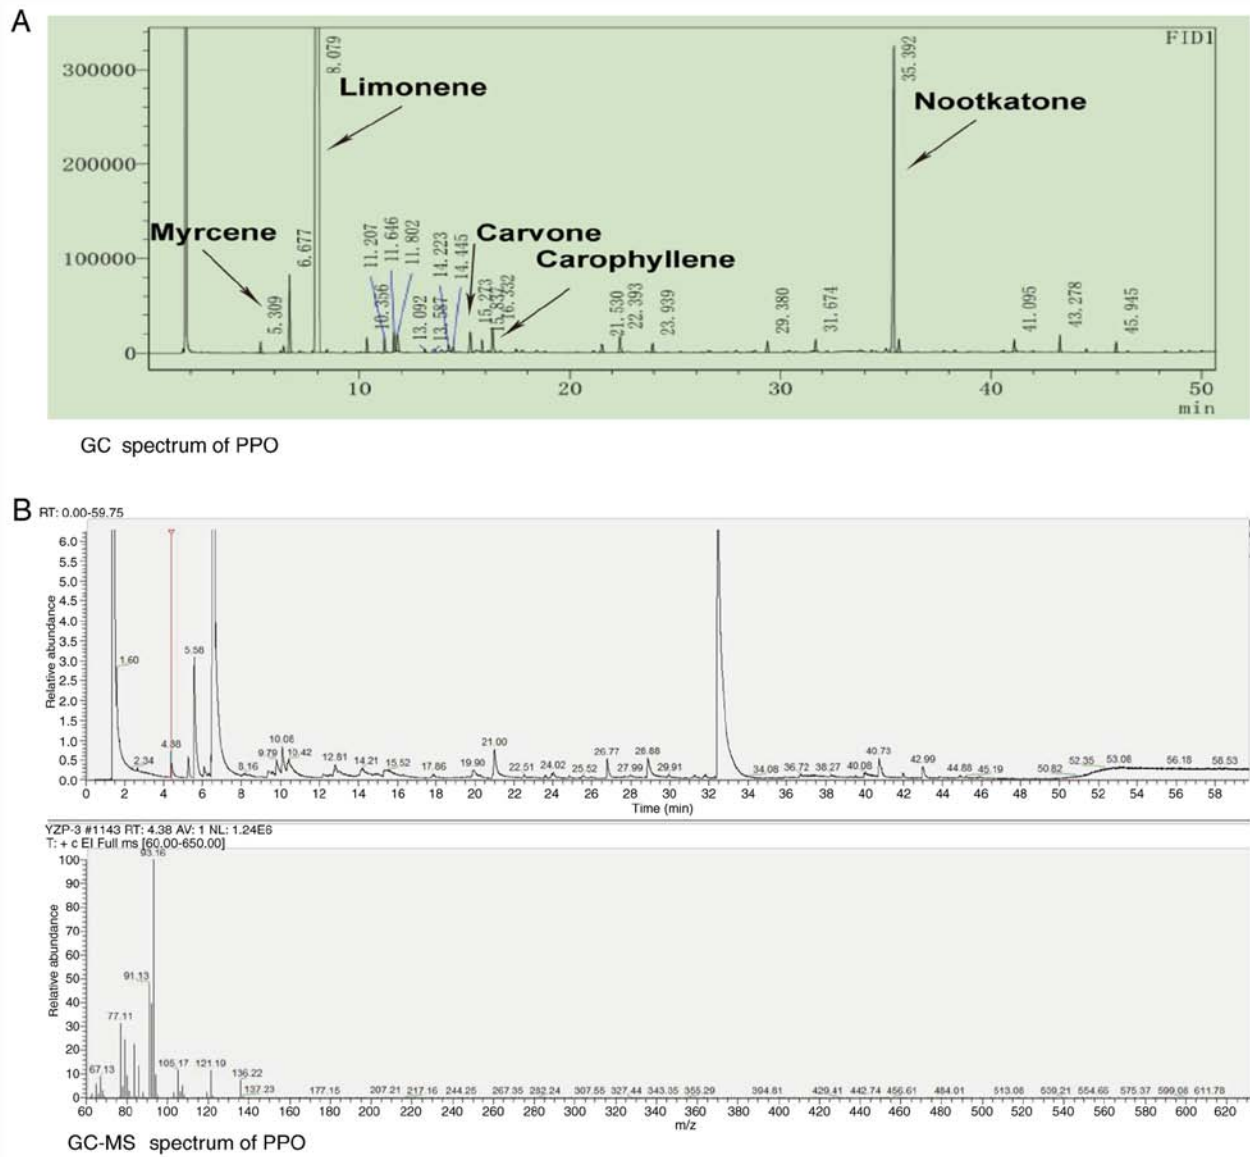 A
FID1
300000
200000
100000
0
8.079
Limonene
35.392
Nootkatone
Myrcene
5.309
6.677
10.356
11.207
11.646
11.802
13.092
13.587
14.223
14.445
Carvone
Carophyllene
15.273
15.837
16.332
21.530
22.393
23.939
29.380
31.674
41.095
43.278
45.945
10 20 30 40 50
min
GC spectrum of PPO
B RT: 0.00-59.75
Relative abundance
6.0
5.5
5.0
4.5
4.0
3.5
3.0
2.5
2.0
1.5
1.0
0.5
0.0
1.60 2.34 4.38 5.58 8.16 9.79 10.08 10.42 12.81 14.21 15.52 17.86 19.90 21.00 22.51 24.02 25.52 26.77 27.99 28.88 29.91 34.08 36.72 38.27 40.08 40.73 42.99 44.88 45.19 50.82 52.35 53.08 56.18 58.53
0 2 4 6 8 10 12 14 16 18 20 22 24 26 28 30 32 34 36 38 40 42 44 46 48 50 52 54 56 58
Time (min)
YZP-3 #1143 RT: 4.38 AV: 1 NL: 1.24E6
T: + c EI Full ms [60.00-650.00]
Relative abundance
100
90
80
70
60
50
40
30
20
10
0
93.16
91.13
77.11
67.13 105.17 121.19 136.22 137.23 177.15 207.21 217.16 244.25 267.35 282.24 307.55 327.44 343.35 355.29 394.61 429.41 442.74 456.61 484.01 513.06 554.65 575.37 599.08 611.78
60 80 100 120 140 160 180 200 220 240 260 280 300 320 340 360 380 400 420 440 460 480 500 520 540 560 580 600 620
m/z
GC-MS spectrum of PPO